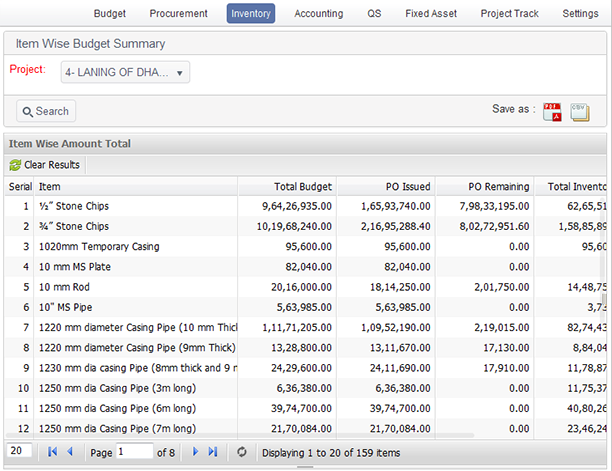 Budget Procurement Inventory Accounting QS Fixed Asset Project Track Settings
Item Wise Budget Summary
Project: 4- LANING OF DHA...
Search Save as : PDF CSV
Item Wise Amount Total
Clear Results
Serial Item Total Budget PO Issued PO Remaining Total Invento
1 ½” Stone Chips 9,64,26,935.00 1,65,93,740.00 7,98,33,195.00 62,65,51
2 ¾” Stone Chips 10,19,68,240.00 2,16,95,288.40 8,02,72,951.60 1,58,85,89
3 1020mm Temporary Casing 95,600.00 95,600.00 0.00 95,60
4 10 mm MS Plate 82,040.00 82,040.00 0.00
5 10 mm Rod 20,16,000.00 18,14,250.00 2,01,750.00 14,48,75
6 10" MS Pipe 5,63,985.00 5,63,985.00 0.00 3,73
7 1220 mm diameter Casing Pipe (10 mm Thick 1,11,71,205.00 1,09,52,190.00 2,19,015.00 82,74,43
8 1220 mm diameter Casing Pipe (9mm Thick) 13,28,800.00 13,11,670.00 17,130.00 8,84,04
9 1230 mm dia casing Pipe (8mm thick and 9 m 24,29,600.00 24,11,690.00 17,910.00 11,78,87
10 1250 mm dia Casing Pipe (3m long) 6,36,380.00 6,36,380.00 0.00 11,75,37
11 1250 mm dia Casing Pipe (6m long) 39,74,700.00 39,74,700.00 0.00 40,80,26
12 1250 mm dia Casing Pipe (7m long) 21,70,084.00 21,70,084.00 0.00 23,46,24
20 Page 1 of 8 Displaying 1 to 20 of 159 items